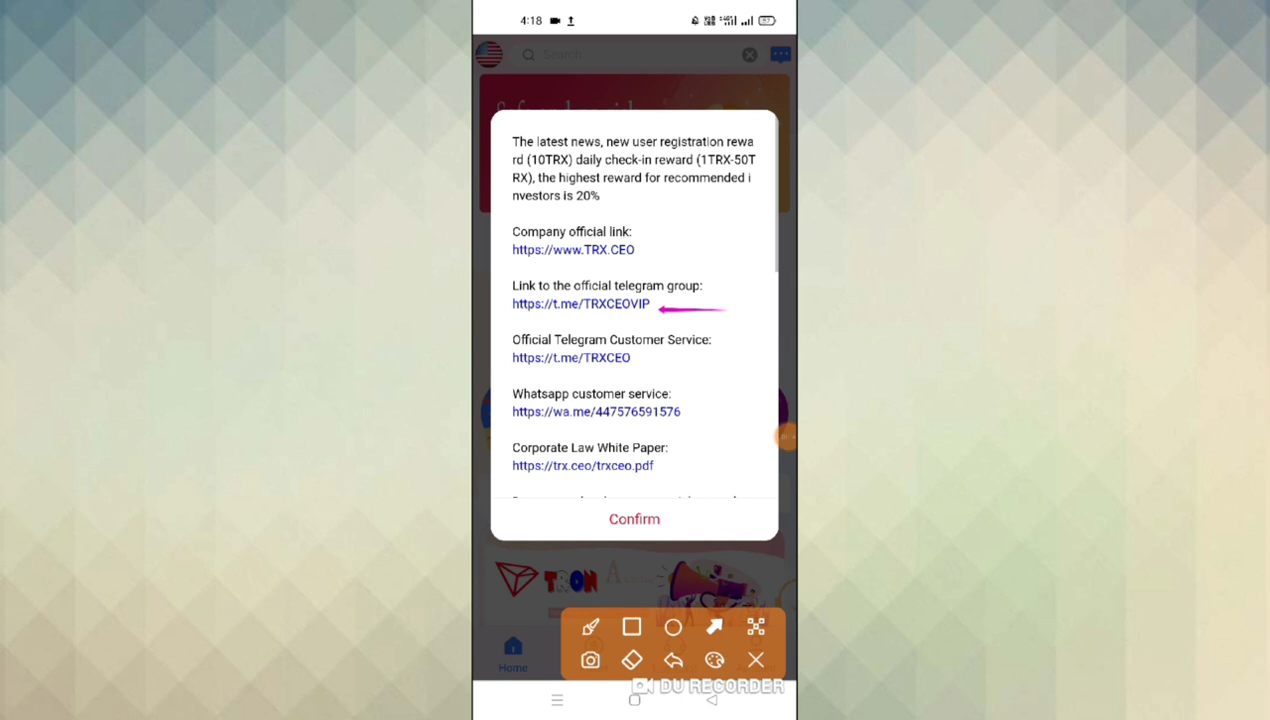 4:18
Search
The latest news, new user registration rewa
rd (10TRX) daily check-in reward (1TRX-50T
RX), the highest reward for recommended i
nvestors is 20%
Company official link:
https://www.TRX.CEO
Link to the official telegram group:
https://t.me/TRXCEOVIP
Official Telegram Customer Service:
https://t.me/TRXCEO
Whatsapp customer service:
https://wa.me/447576591576
Corporate Law White Paper:
https://trx.ceo/trxceo.pdf
Confirm
TRON
Home
DU RECORDER